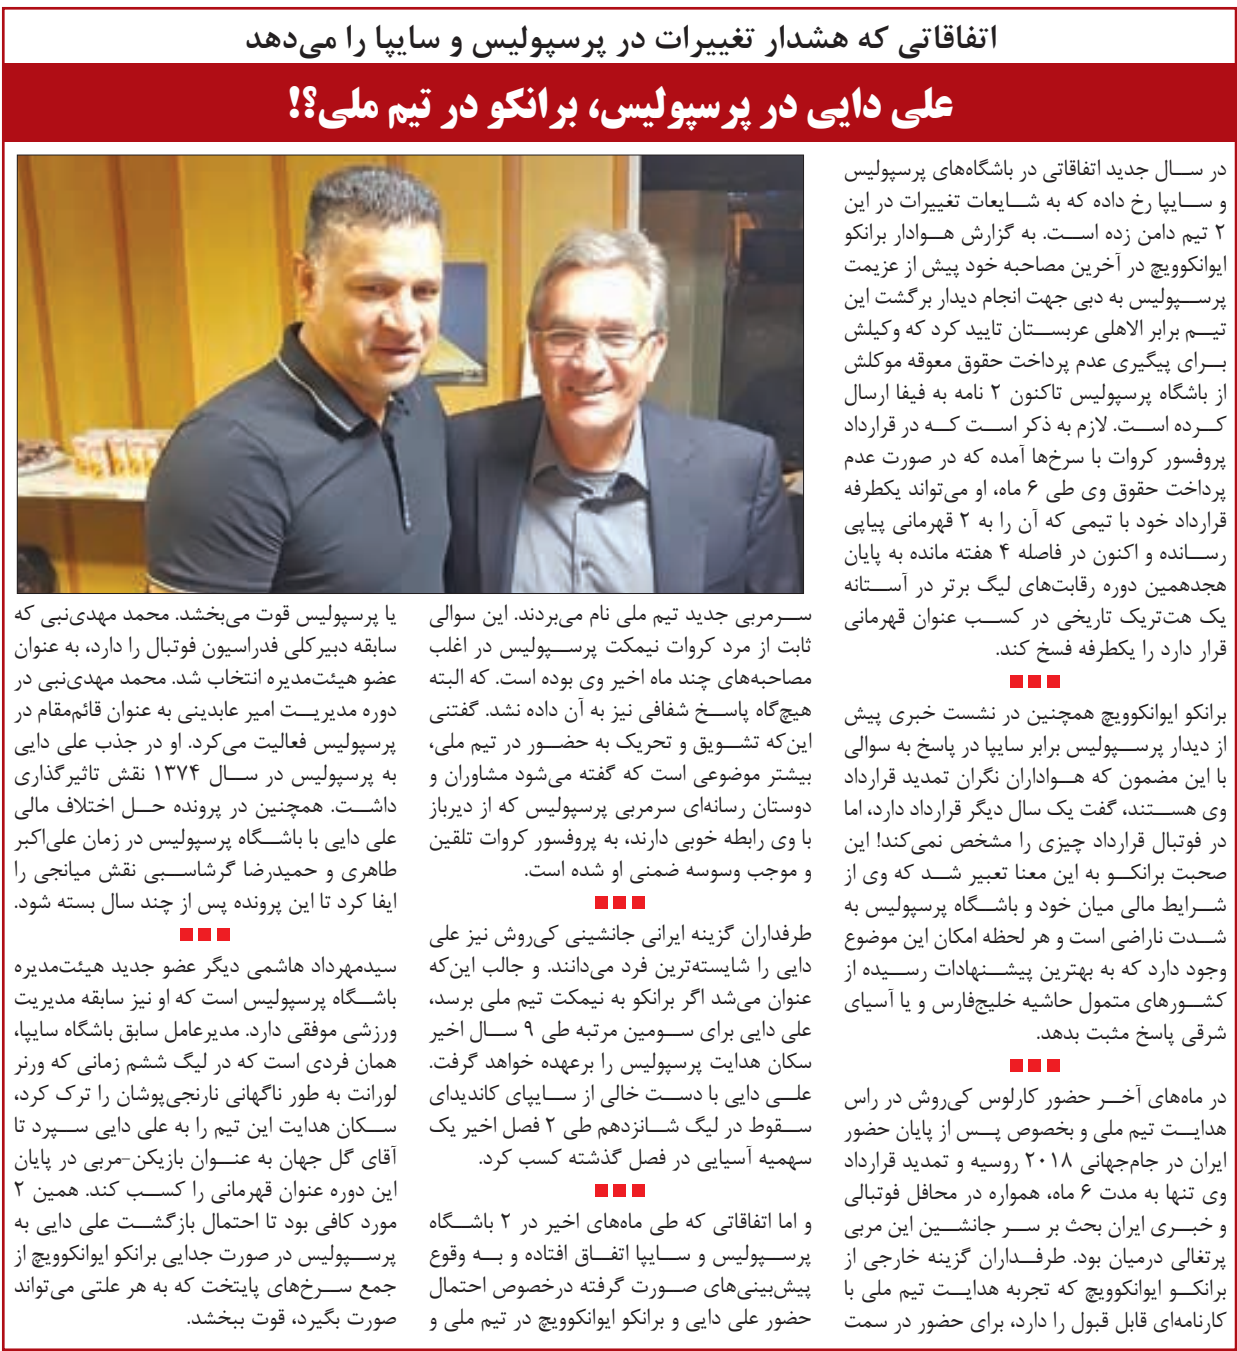 اتفاقاتی که هشدار تغییرات در پرسپولیس و سایپا را می‌دهد
علی دایی در پرسپولیس، برانکو در تیم ملی؟!
در سال جدید اتفاقاتی در باشگاه‌های پرسپولیس
و سایپا رخ داده که به شایعات تغییرات در این
۲ تیم دامن زده است. به گزارش هوادار برانکو
ایوانکوویچ در آخرین مصاحبه خود پیش از عزیمت
پرسپولیس به دبی جهت انجام دیدار برگشت این
تیم برابر الاهلی عربستان تایید کرد که وکیلش
برای پیگیری عدم پرداخت حقوق معوقه موکلش
از باشگاه پرسپولیس تاکنون ۲ نامه به فیفا ارسال
کرده است. لازم به ذکر است که در قرارداد
پروفسور کروات با سرخ‌ها آمده که در صورت عدم
پرداخت حقوق وی طی ۶ ماه، او می‌تواند یکطرفه
قرارداد خود با تیمی که آن را به ۲ قهرمانی پیاپی
رسانده و اکنون در فاصله ۴ هفته مانده به پایان
هجدهمین دوره رقابت‌های لیگ برتر در آستانه
یک هت‌تریک تاریخی در کسب عنوان قهرمانی
قرار دارد را یکطرفه فسخ کند.
برانکو ایوانکوویچ همچنین در نشست خبری پیش
از دیدار پرسپولیس برابر سایپا در پاسخ به سوالی
با این مضمون که هواداران نگران تمدید قرارداد
وی هستند، گفت یک سال دیگر قرارداد دارد، اما
در فوتبال قرارداد چیزی را مشخص نمی‌کند! این
صحبت برانکو به این معنا تعبیر شد که وی از
شرایط مالی میان خود و باشگاه پرسپولیس به
شدت ناراضی است و هر لحظه امکان این موضوع
وجود دارد که به بهترین پیشنهادات رسیده از
کشورهای متمول حاشیه خلیج‌فارس و یا آسیای
شرقی پاسخ مثبت بدهد.
در ماه‌های آخر حضور کارلوس کی‌روش در راس
هدایت تیم ملی و بخصوص پس از پایان حضور
ایران در جام‌جهانی ۲۰۱۸ روسیه و تمدید قرارداد
وی تنها به مدت ۶ ماه، همواره در محافل فوتبالی
و خبری ایران بحث بر سر جانشین این مربی
پرتغالی درمیان بود. طرفداران گزینه خارجی از
برانکو ایوانکوویچ که تجربه هدایت تیم ملی با
کارنامه‌ای قابل قبول را دارد، برای حضور در سمت
سرمربی جدید تیم ملی نام می‌بردند. این سوالی
ثابت از مرد کروات نیمکت پرسپولیس در اغلب
مصاحبه‌های چند ماه اخیر وی بوده است. که البته
هیچ‌گاه پاسخ شفافی نیز به آن داده نشد. گفتنی
این‌که تشویق و تحریک به حضور در تیم ملی،
بیشتر موضوعی است که گفته می‌شود مشاوران و
دوستان رسانه‌ای سرمربی پرسپولیس که از دیرباز
با وی رابطه خوبی دارند، به پروفسور کروات تلقین
و موجب وسوسه ضمنی او شده است.
طرفداران گزینه ایرانی جانشینی کی‌روش نیز علی
دایی را شایسته‌ترین فرد می‌دانند. و جالب این‌که
عنوان می‌شد اگر برانکو به نیمکت تیم ملی برسد،
علی دایی برای سومین مرتبه طی ۹ سال اخیر
سکان هدایت پرسپولیس را برعهده خواهد گرفت.
علی دایی با دست خالی از سایپای کاندیدای
سقوط در لیگ شانزدهم طی ۲ فصل اخیر یک
سهمیه آسیایی در فصل گذشته کسب کرد.
و اما اتفاقاتی که طی ماه‌های اخیر در ۲ باشگاه
پرسپولیس و سایپا اتفاق افتاده و به وقوع
پیش‌بینی‌های صورت گرفته درخصوص احتمال
حضور علی دایی و برانکو ایوانکوویچ در تیم ملی و
یا پرسپولیس قوت می‌بخشد. محمد مهدی‌نبی که
سابقه دبیرکلی فدراسیون فوتبال را دارد، به عنوان
عضو هیئت‌مدیره انتخاب شد. محمد مهدی‌نبی در
دوره مدیریت امیر عابدینی به عنوان قائم‌مقام در
پرسپولیس فعالیت می‌کرد. او در جذب علی دایی
به پرسپولیس در سال ۱۳۷۴ نقش تاثیرگذاری
داشت. همچنین در پرونده حل اختلاف مالی
علی دایی با باشگاه پرسپولیس در زمان علی‌اکبر
طاهری و حمیدرضا گرشاسبی نقش میانجی را
ایفا کرد تا این پرونده پس از چند سال بسته شود.
سیدمهرداد هاشمی دیگر عضو جدید هیئت‌مدیره
باشگاه پرسپولیس است که او نیز سابقه مدیریت
ورزشی موفقی دارد. مدیرعامل سابق باشگاه سایپا،
همان فردی است که در لیگ ششم زمانی که ورنر
لورانت به طور ناگهانی نارنجی‌پوشان را ترک کرد،
سکان هدایت این تیم را به علی دایی سپرد تا
آقای گل جهان به عنوان بازیکن-مربی در پایان
این دوره عنوان قهرمانی را کسب کند. همین ۲
مورد کافی بود تا احتمال بازگشت علی دایی به
پرسپولیس در صورت جدایی برانکو ایوانکوویچ از
جمع سرخ‌های پایتخت که به هر علتی می‌تواند
صورت بگیرد، قوت ببخشد.